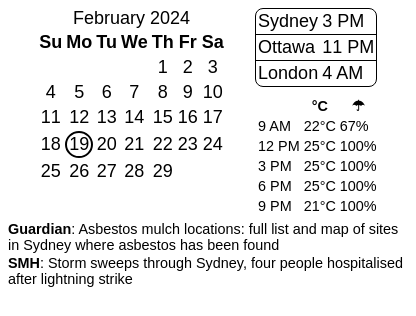 February 2024
Su Mo Tu We Th Fr Sa
1 2 3
4 5 6 7 8 9 10
11 12 13 14 15 16 17
18 19 20 21 22 23 24
25 26 27 28 29
Sydney 3 PM
Ottawa 11 PM
London 4 AM
°C ☂
9 AM 22°C 67%
12 PM 25°C 100%
3 PM 25°C 100%
6 PM 25°C 100%
9 PM 21°C 100%
Guardian: Asbestos mulch locations: full list and map of sites
in Sydney where asbestos has been found
SMH: Storm sweeps through Sydney, four people hospitalised
after lightning strike